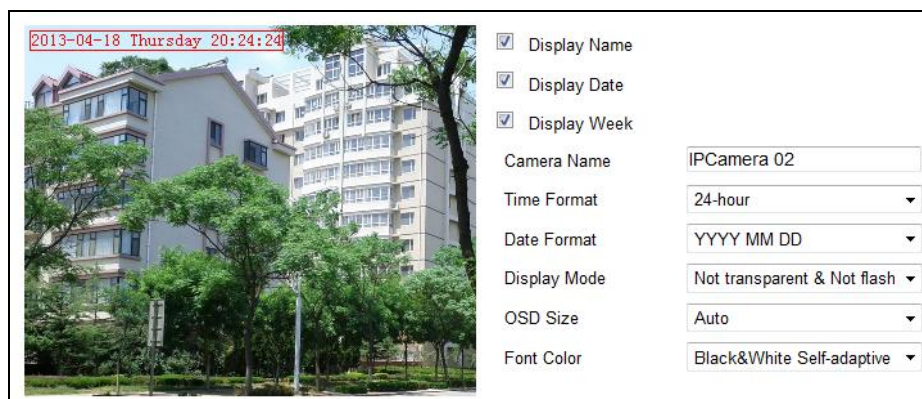 2013-04-18 Thursday 20:24:24
Display Name
Display Date
Display Week
Camera Name IPCamera 02
Time Format 24-hour
Date Format YYYY MM DD
Display Mode Not transparent & Not flash
OSD Size Auto
Font Color Black&White Self-adaptive